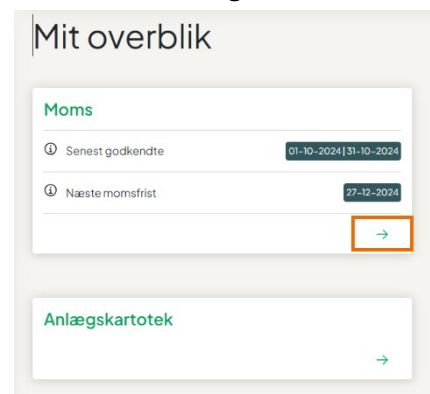 Mit overblik
Moms
Senest godkendte 01-10-2024|31-10-2024
Næste momsfrist 27-12-2024
Anlægskartotek